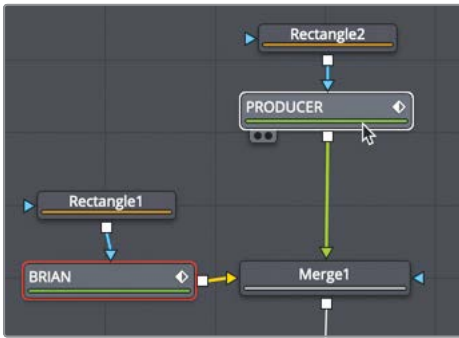 Rectangle2
PRODUCER
Rectangle1
BRIAN
Merge1